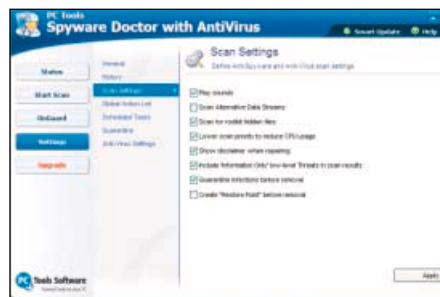 PC Tools
Spyware Doctor with AntiVirus
Smart Update
Help
Status
Start Scan
OnGuard
Settings
Upgrade
General
History
Scan Settings
Global Action List
Scheduled Tasks
Quarantine
Anti-Virus Settings
Scan Settings
Define Anti-Spyware and Anti-Virus scan settings
Play sounds
Scan Alternative Data Streams
Scan for rootkit hidden files
Lower scan priority to reduce CPU usage
Show disclaimer when repairing
Include 'Information Only' low-level Threats in scan results
Quarantine infections before removal
Create "Restore Point" before removal
Apply
PC Tools Software